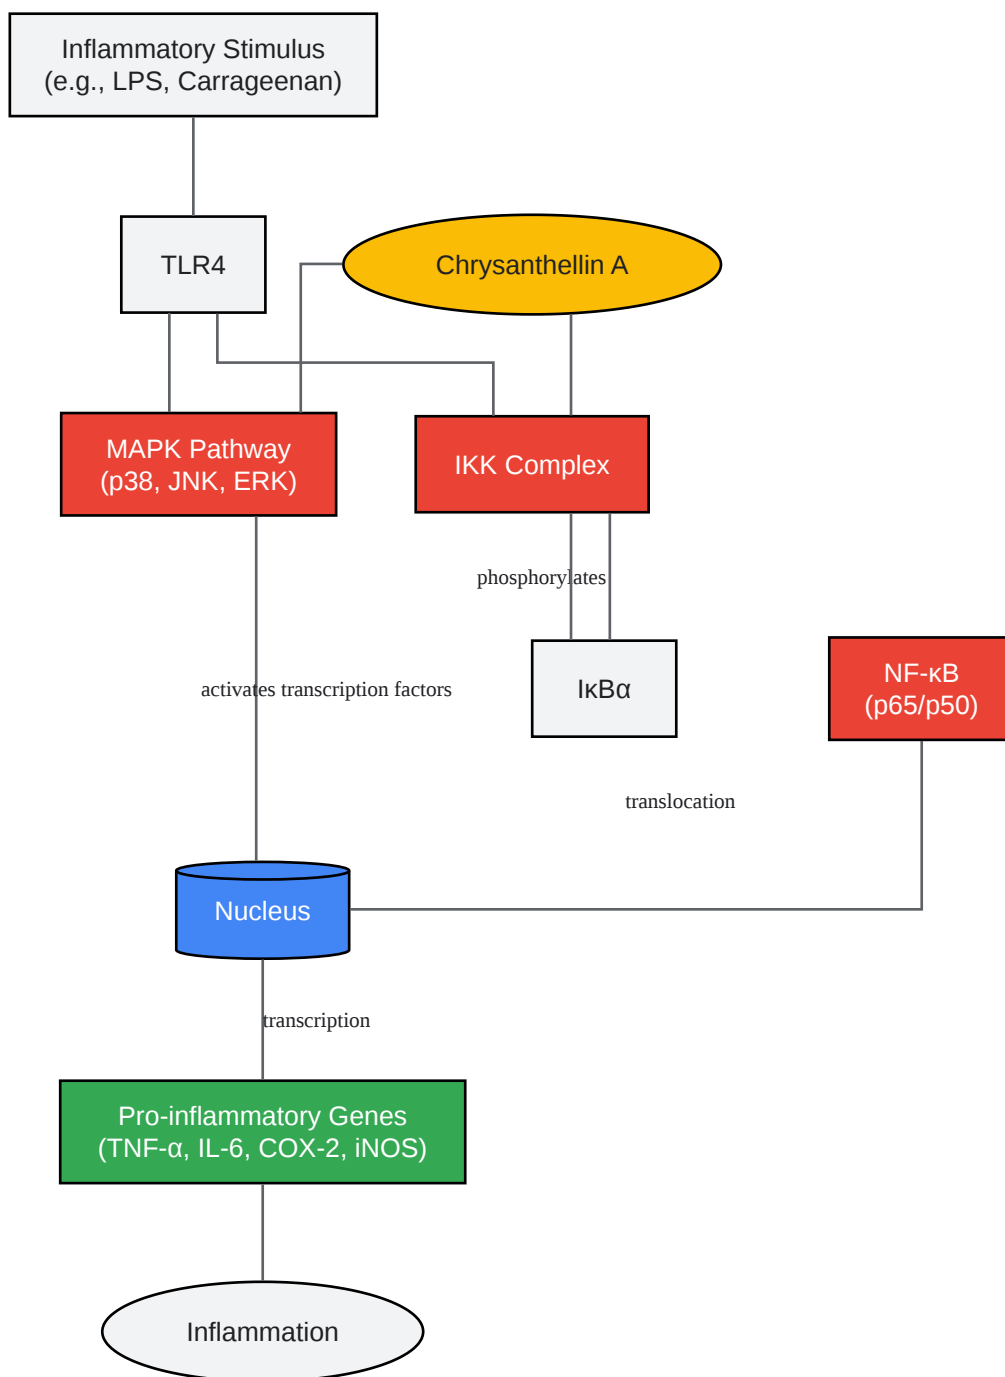 Inflammatory Stimulus
(e.g., LPS, Carrageenan)
TLR4
Chrysanthellin A
MAPK Pathway
(p38, JNK, ERK)
IKK Complex
phosphorylates
activates transcription factors
IκBα
NF-κB
(p65/p50)
translocation
Nucleus
transcription
Pro-inflammatory Genes
(TNF-α, IL-6, COX-2, iNOS)
Inflammation